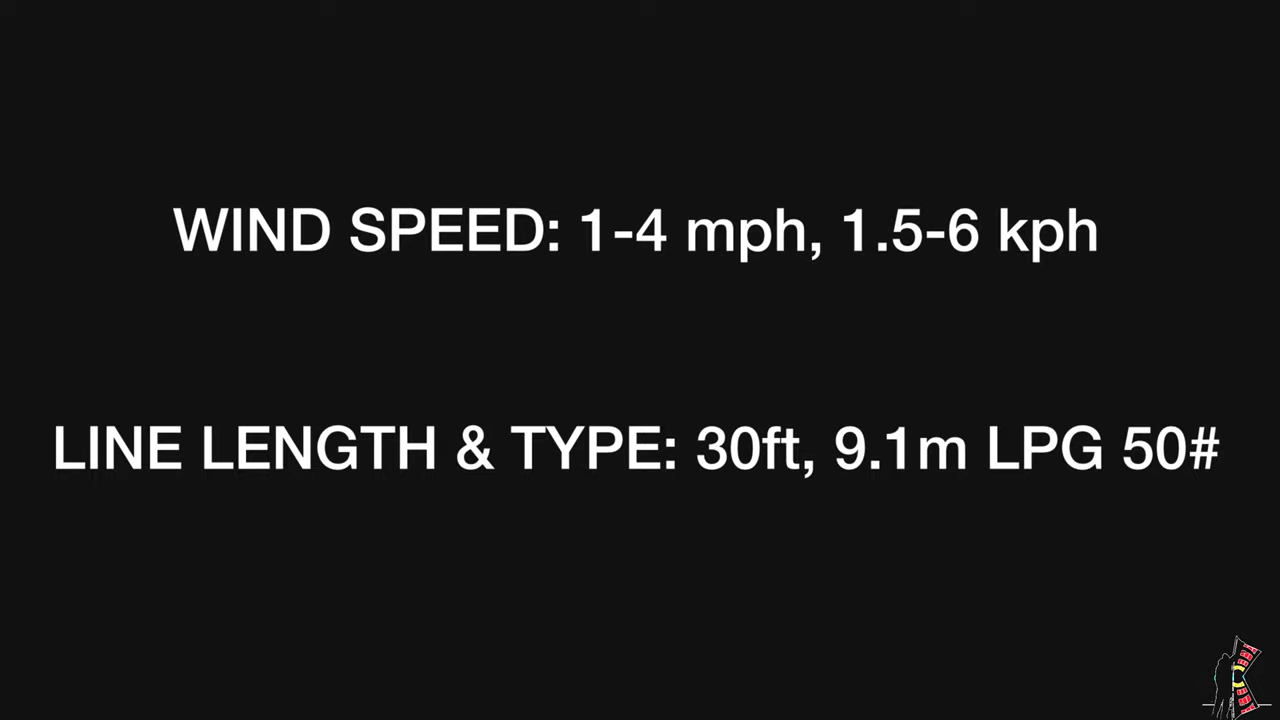 WIND SPEED: 1-4 mph, 1.5-6 kph
LINE LENGTH & TYPE: 30ft, 9.1m LPG 50#